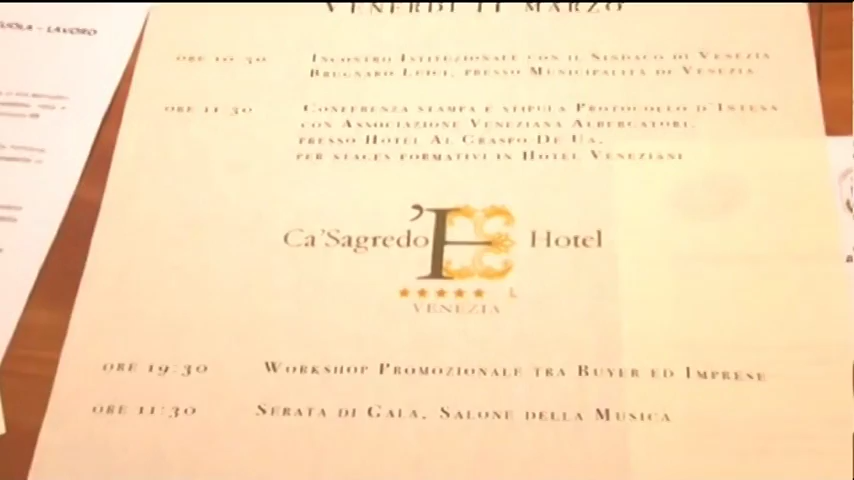 VENERDI 11 MARZO
LAVORO
ORE 10:30 INCONTRO ISTITUZIONALE CON IL SINDACO DI VENEZIA
BRUGNARO LUIGI, PRESSO MUNICIPALITÀ DI VENEZIA
ORE 11:30 CONFERENZA STAMPA E STIPULA PROTOCOLLO D'INTESA
CON ASSOCIAZIONE VENEZIANA ALBERGATORI,
PRESSO HOTEL AL GRASPO DE UA,
PER STAGES FORMATIVI IN HOTEL VENEZIANI
Ca'Sagredo Hotel
VENEZIA
ORE 19:30 WORKSHOP PROMOZIONALE TRA BUYER ED IMPRESE
ORE 11:30 SERATA DI GALA, SALONE DELLA MUSICA